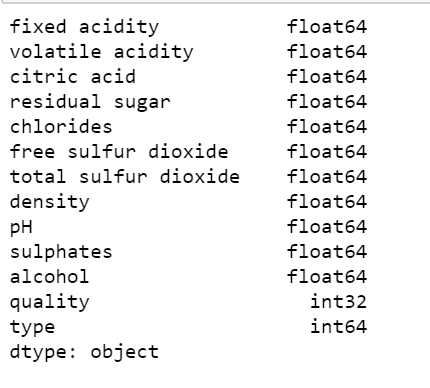 fixed acidity float64
volatile acidity float64
citric acid float64
residual sugar float64
chlorides float64
free sulfur dioxide float64
total sulfur dioxide float64
density float64
pH float64
sulphates float64
alcohol float64
quality int32
type int64
dtype: object